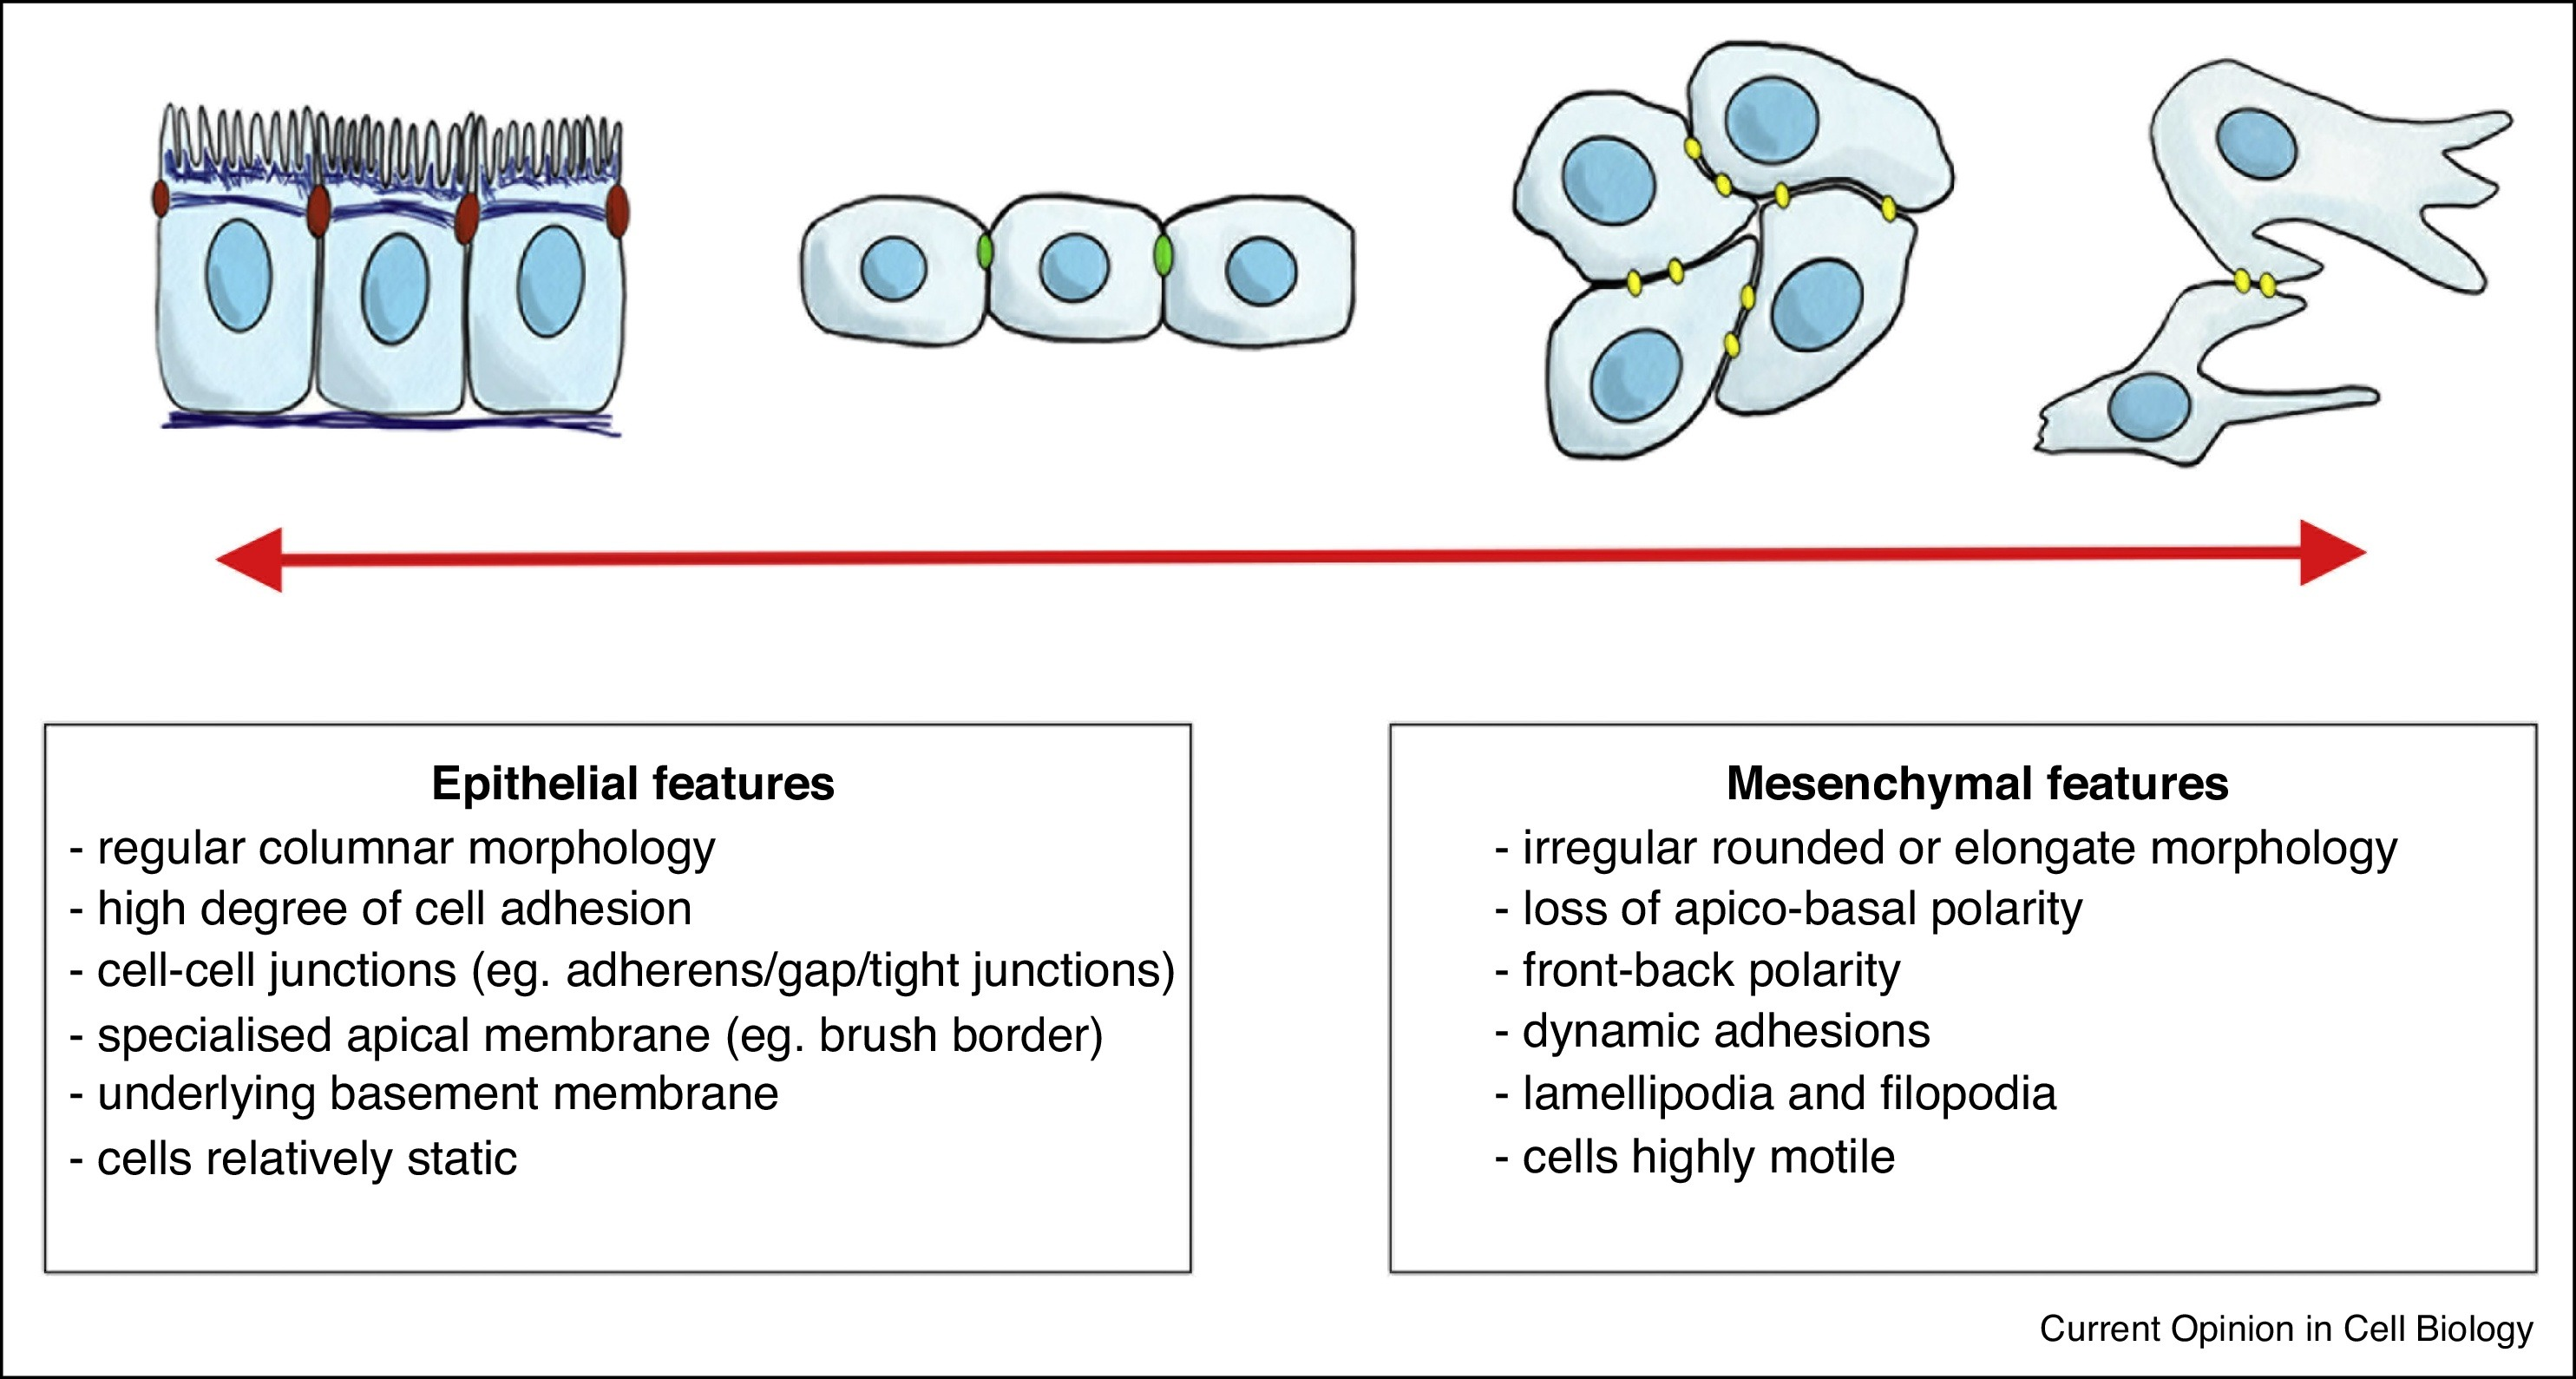 Epithelial features
- regular columnar morphology
- high degree of cell adhesion
- cell-cell junctions (eg. adherens/gap/tight junctions)
- specialised apical membrane (eg. brush border)
- underlying basement membrane
- cells relatively static
Mesenchymal features
- irregular rounded or elongate morphology
- loss of apico-basal polarity
- front-back polarity
- dynamic adhesions
- lamellipodia and filopodia
- cells highly motile
Current Opinion in Cell Biology